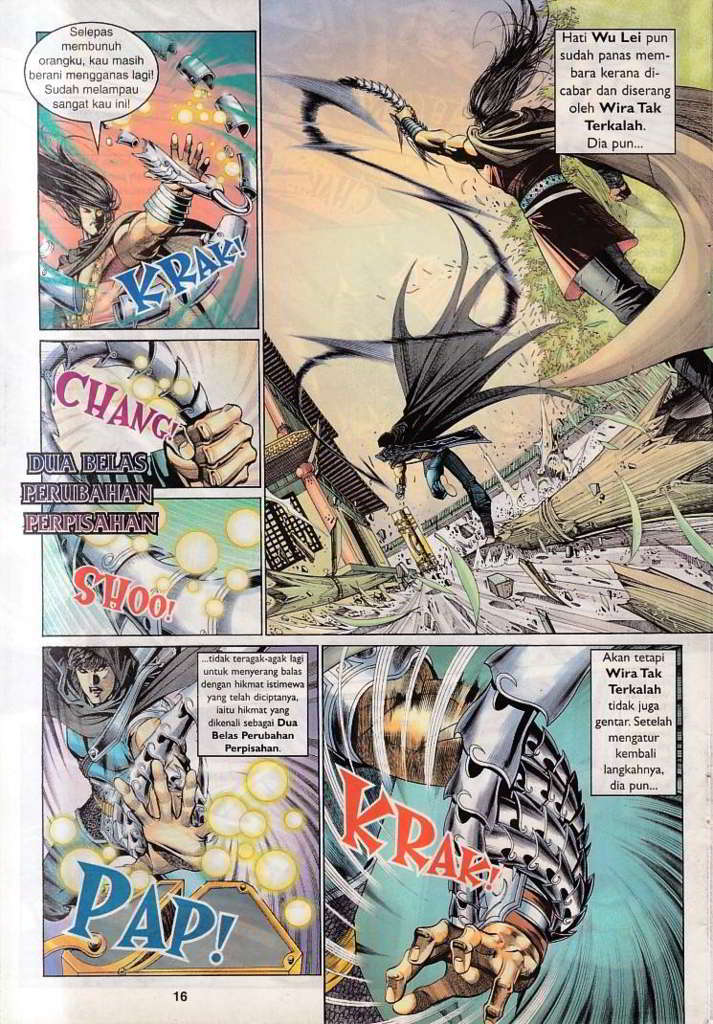 Selepas
membunuh
orangku, kau masih
berani mengganas lagi!
Sudah melampau
sangat kau ini!
KRAK!
Hati Wu Lei pun
sudah panas mem-
bara kerana di-
cabar dan diserang
oleh Wira Tak
Terkalah.
Dia pun...
CHANG!
DUA BELAS
PERUBAHAN
PERPISAHAN
SHOO!
...tidak teragak-agak lagi
untuk menyerang balas
dengan hikmat istimewa
yang telah diciptanya,
iaitu hikmat yang
dikenali sebagai Dua
Belas Perubahan
Perpisahan.
PAP!
Akan tetapi
Wira Tak
Terkalah
tidak juga
gentar. Setelah
mengatur
kembali
langkahnya,
dia pun...
KRAK!
16